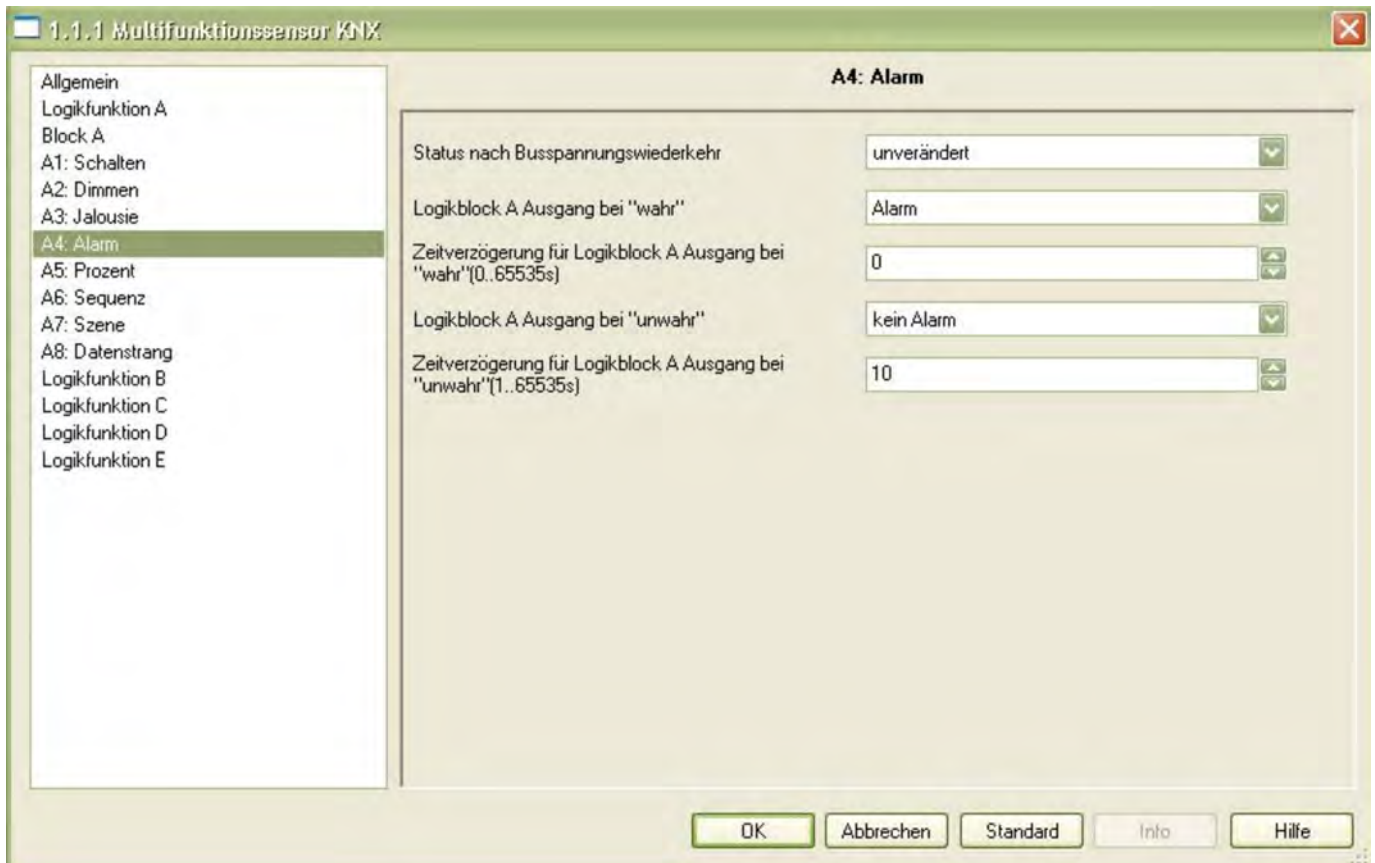 1.1.1 Multifunktionssensor KNX
Allgemein
Logikfunktion A
Block A
A1: Schalten
A2: Dimmen
A3: Jalousie
A4: Alarm
A5: Prozent
A6: Sequenz
A7: Szene
A8: Datenstrang
Logikfunktion B
Logikfunktion C
Logikfunktion D
Logikfunktion E
A4: Alarm
Status nach Busspannungswiederkehr
unverändert
Logikblock A Ausgang bei "wahr"
Alarm
Zeitverzögerung für Logikblock A Ausgang bei
"wahr"(0..65535s)
0
Logikblock A Ausgang bei "unwahr"
kein Alarm
Zeitverzögerung für Logikblock A Ausgang bei
"unwahr"(1..65535s)
10
OK
Abbrechen
Standard
Info
Hilfe